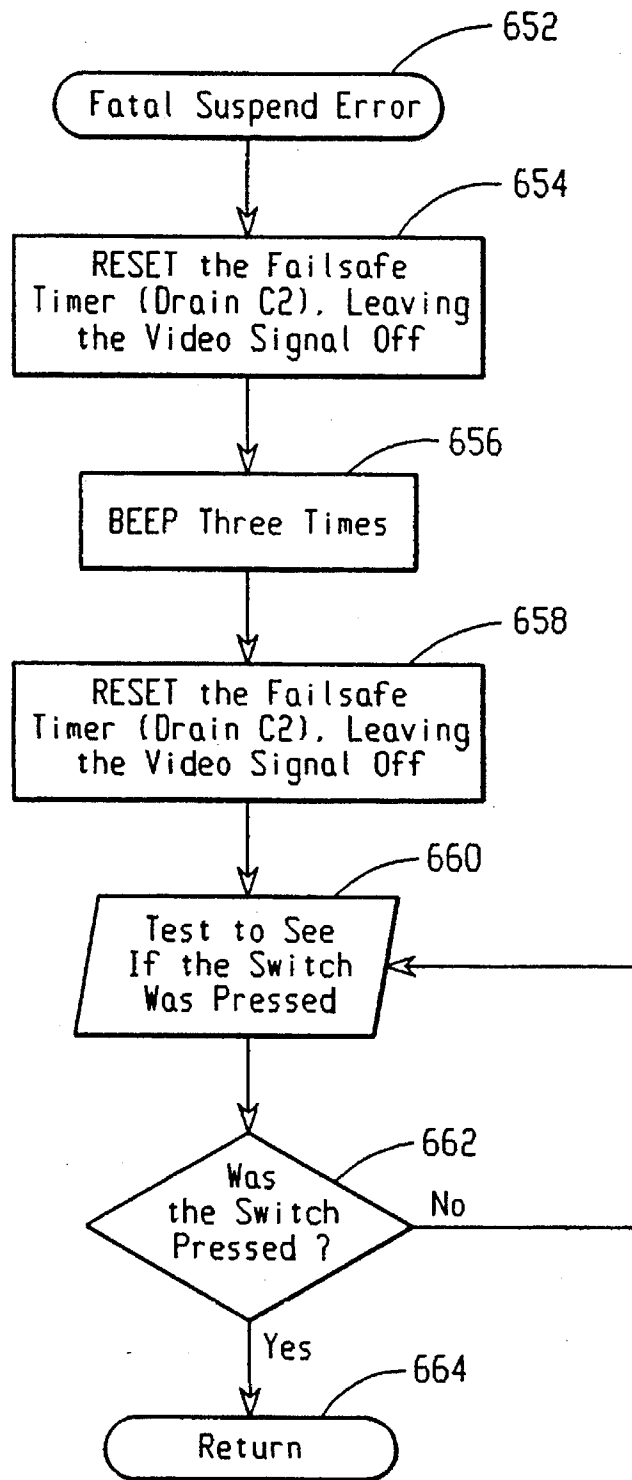 652
Fatal Suspend Error
654
RESET the Failsafe
Timer (Drain C2), Leaving
the Video Signal Off
656
BEEP Three Times
658
RESET the Failsafe
Timer (Drain C2), Leaving
the Video Signal Off
660
Test to See
If the Switch
Was Pressed
662
Was
the Switch
Pressed ?
No
Yes
664
Return